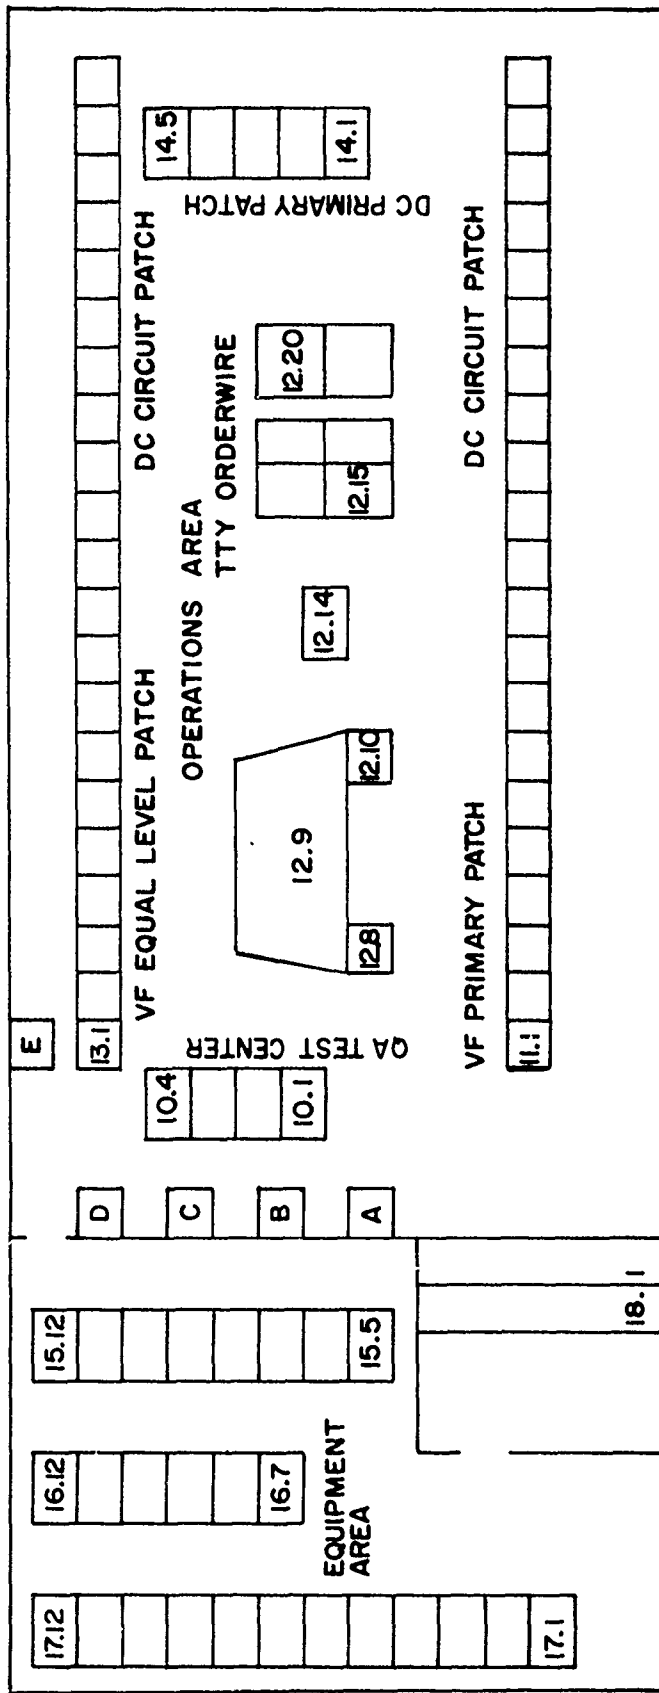 17.12
16.12
15.12
E
D
13.1
VF EQUAL LEVEL PATCH
DC CIRCUIT PATCH
C
10.4
14.5
OPERATIONS AREA
TTY ORDERWIRE
DC PRIMARY PATCH
QA TEST CENTER
B
16.7
10.1
12.9
12.14
12.20
12.15
14.1
EQUIPMENT
AREA
15.5
A
12.8
12.10
VF PRIMARY PATCH
DC CIRCUIT PATCH
11.1
17.1
18.11